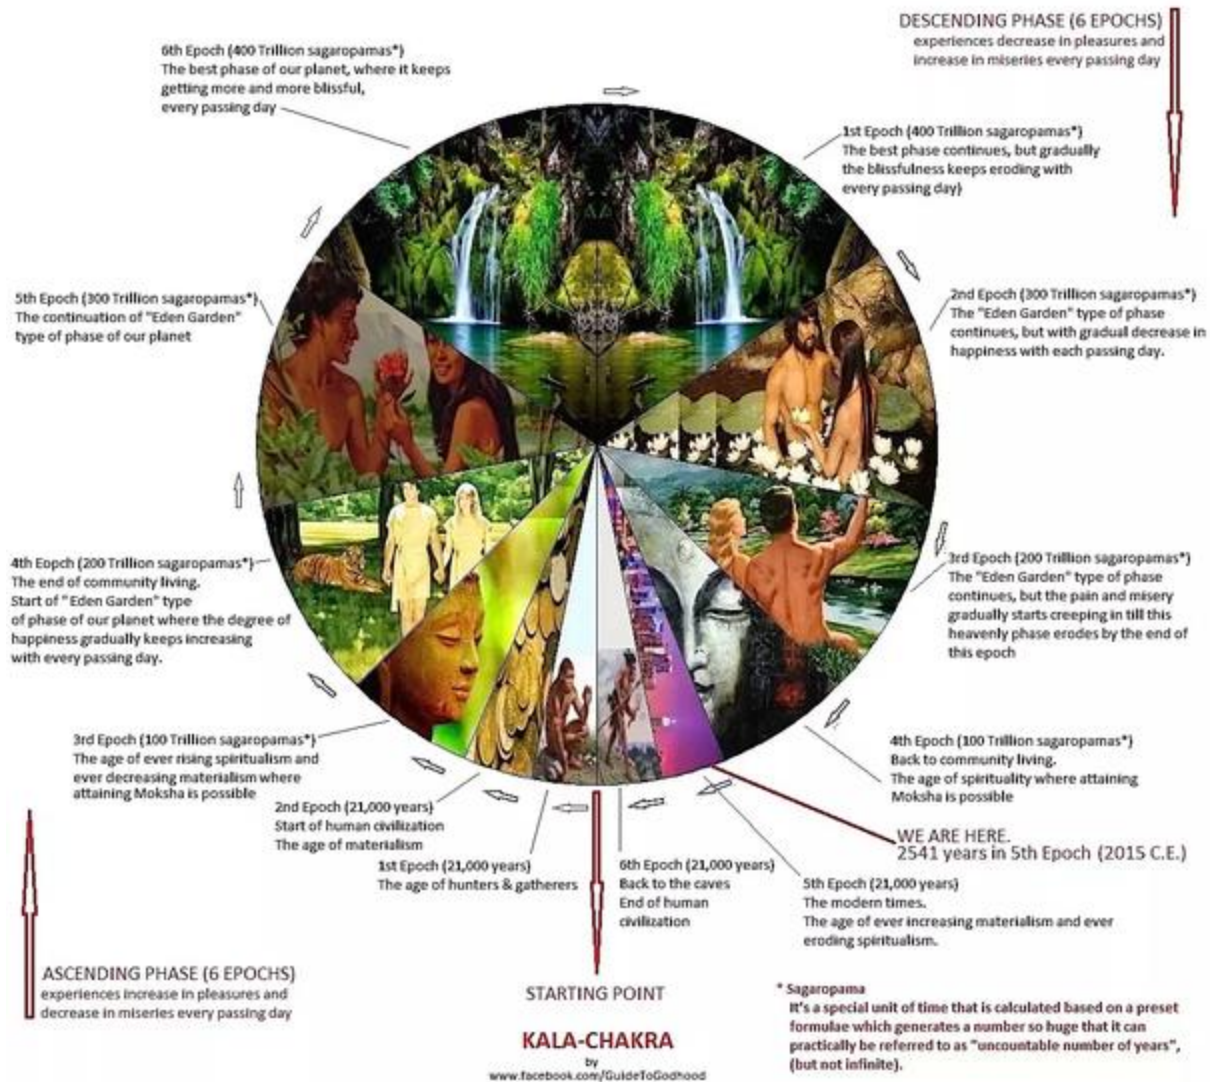 DESCENDING PHASE (6 EPOCHS)
experiences decrease in pleasures and
increase in miseries every passing day
6th Epoch (400 Trillion sagaropamas*)
The best phase of our planet, where it keeps
getting more and more blissful,
every passing day
1st Epoch (400 Trilllion sagaropamas*)
The best phase continues, but gradually
the blissfulness keeps eroding with
every passing day)
5th Epoch (300 Trillion sagaropamas*)
The continuation of "Eden Garden"
type of phase of our planet
2nd Epoch (300 Trillion sagaropamas*)
The "Eden Garden" type of phase
continues, but with gradual decrease in
happiness with each passing day.
4th Eopch (200 Trillion sagaropamas*)
The end of community living.
Start of "Eden Garden" type
of phase of our planet where the degree of
happiness gradually keeps increasing
with every passing day.
3rd Epoch (200 Trilllion sagaropamas*)
The "Eden Garden" type of phase
continues, but the pain and misery
gradually starts creeping in till this
heavenly phase erodes by the end of
this epoch
3rd Epoch (100 Trillion sagaropamas*)
The age of ever rising spiritualism and
ever decreasing materialism where
attaining Moksha is possible
4th Epoch (100 Trilllion sagaropamas*)
Back to community living.
The age of spirituality where attaining
Moksha is possible
2nd Epoch (21,000 years)
Start of human civilization
The age of materialism
WE ARE HERE.
2541 years in 5th Epoch (2015 C.E.)
1st Epoch (21,000 years)
The age of hunters & gatherers
6th Epoch (21,000 years)
Back to the caves
End of human
civilization
5th Epoch (21,000 years)
The modern times.
The age of ever increasing materialism and ever
eroding spiritualism.
ASCENDING PHASE (6 EPOCHS)
experiences increase in pleasures and
decrease in miseries every passing day
STARTING POINT
KALA-CHAKRA
by
www.facebook.com/GuideToGodhood
* Sagaropama
It's a special unit of time that is calculated based on a preset
formulae which generates a number so huge that it can
practically be referred to as "uncountable number of years",
(but not infinite).